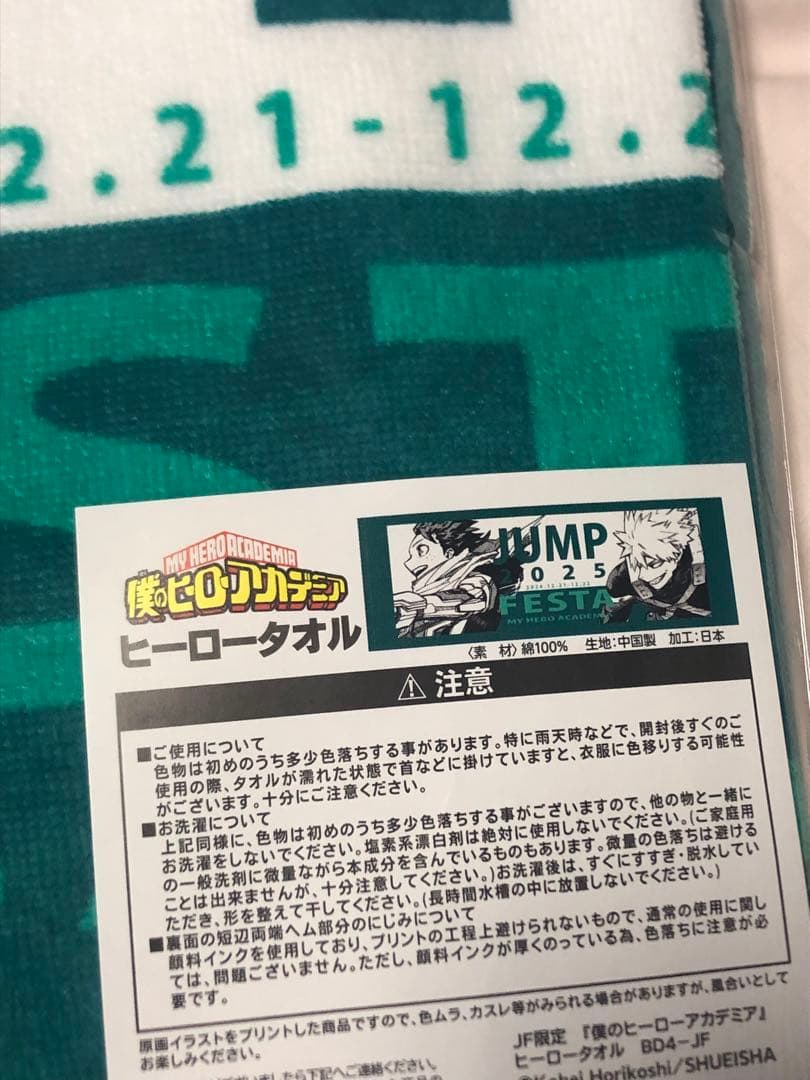 2.21-12.2
ST
MY HERO ACADEMIA
僕のヒーローアカデミア
ヒーロータオル
JUMP
2025
2024.12.21-12.22
FESTA
MY HERO ACADEMIA
〈素 材〉綿100% 生地:中国製 加工:日本
⚠注意
■ご使用について
色物は初めのうち多少色落ちする事があります。特に雨天時などで、開封後すぐのご
使用の際、タオルが濡れた状態で首などに掛けていますと、衣服に色移りする可能性
がございます。十分にご注意ください。
■お洗濯について
上記同様に、色物は初めのうち多少色落ちする事がございますので、他の物と一緒に
お洗濯をしないでください。塩素系漂白剤は絶対に使用しないでください。(ご家庭用
の一般洗剤に微量ながら本成分を含んでいるものもあります。微量の色落ちは避ける
ことは出来ませんが、十分注意してください。)お洗濯後は、すぐにすすぎ・脱水してい
ただき、形を整えて干してください。(長時間水槽の中に放置しないでください。)
■裏面の短辺両端ヘム部分のにじみについて
顔料インクを使用しており、プリントの工程上避けられないもので、通常の使用に関し
ては、問題ございません。ただし、顔料インクが厚くのっている為、色落ちに注意が必
要です。
原画イラストをプリントした商品ですので、色ムラ、カスレ等がみられる場合がありますが、風合いとして
お楽しみください。
ましたら下記へご連絡ください。
JF限定 『僕のヒーローアカデミア』
ヒーロータオル BD4-JF
©Kohei Horikoshi/SHUEISHA